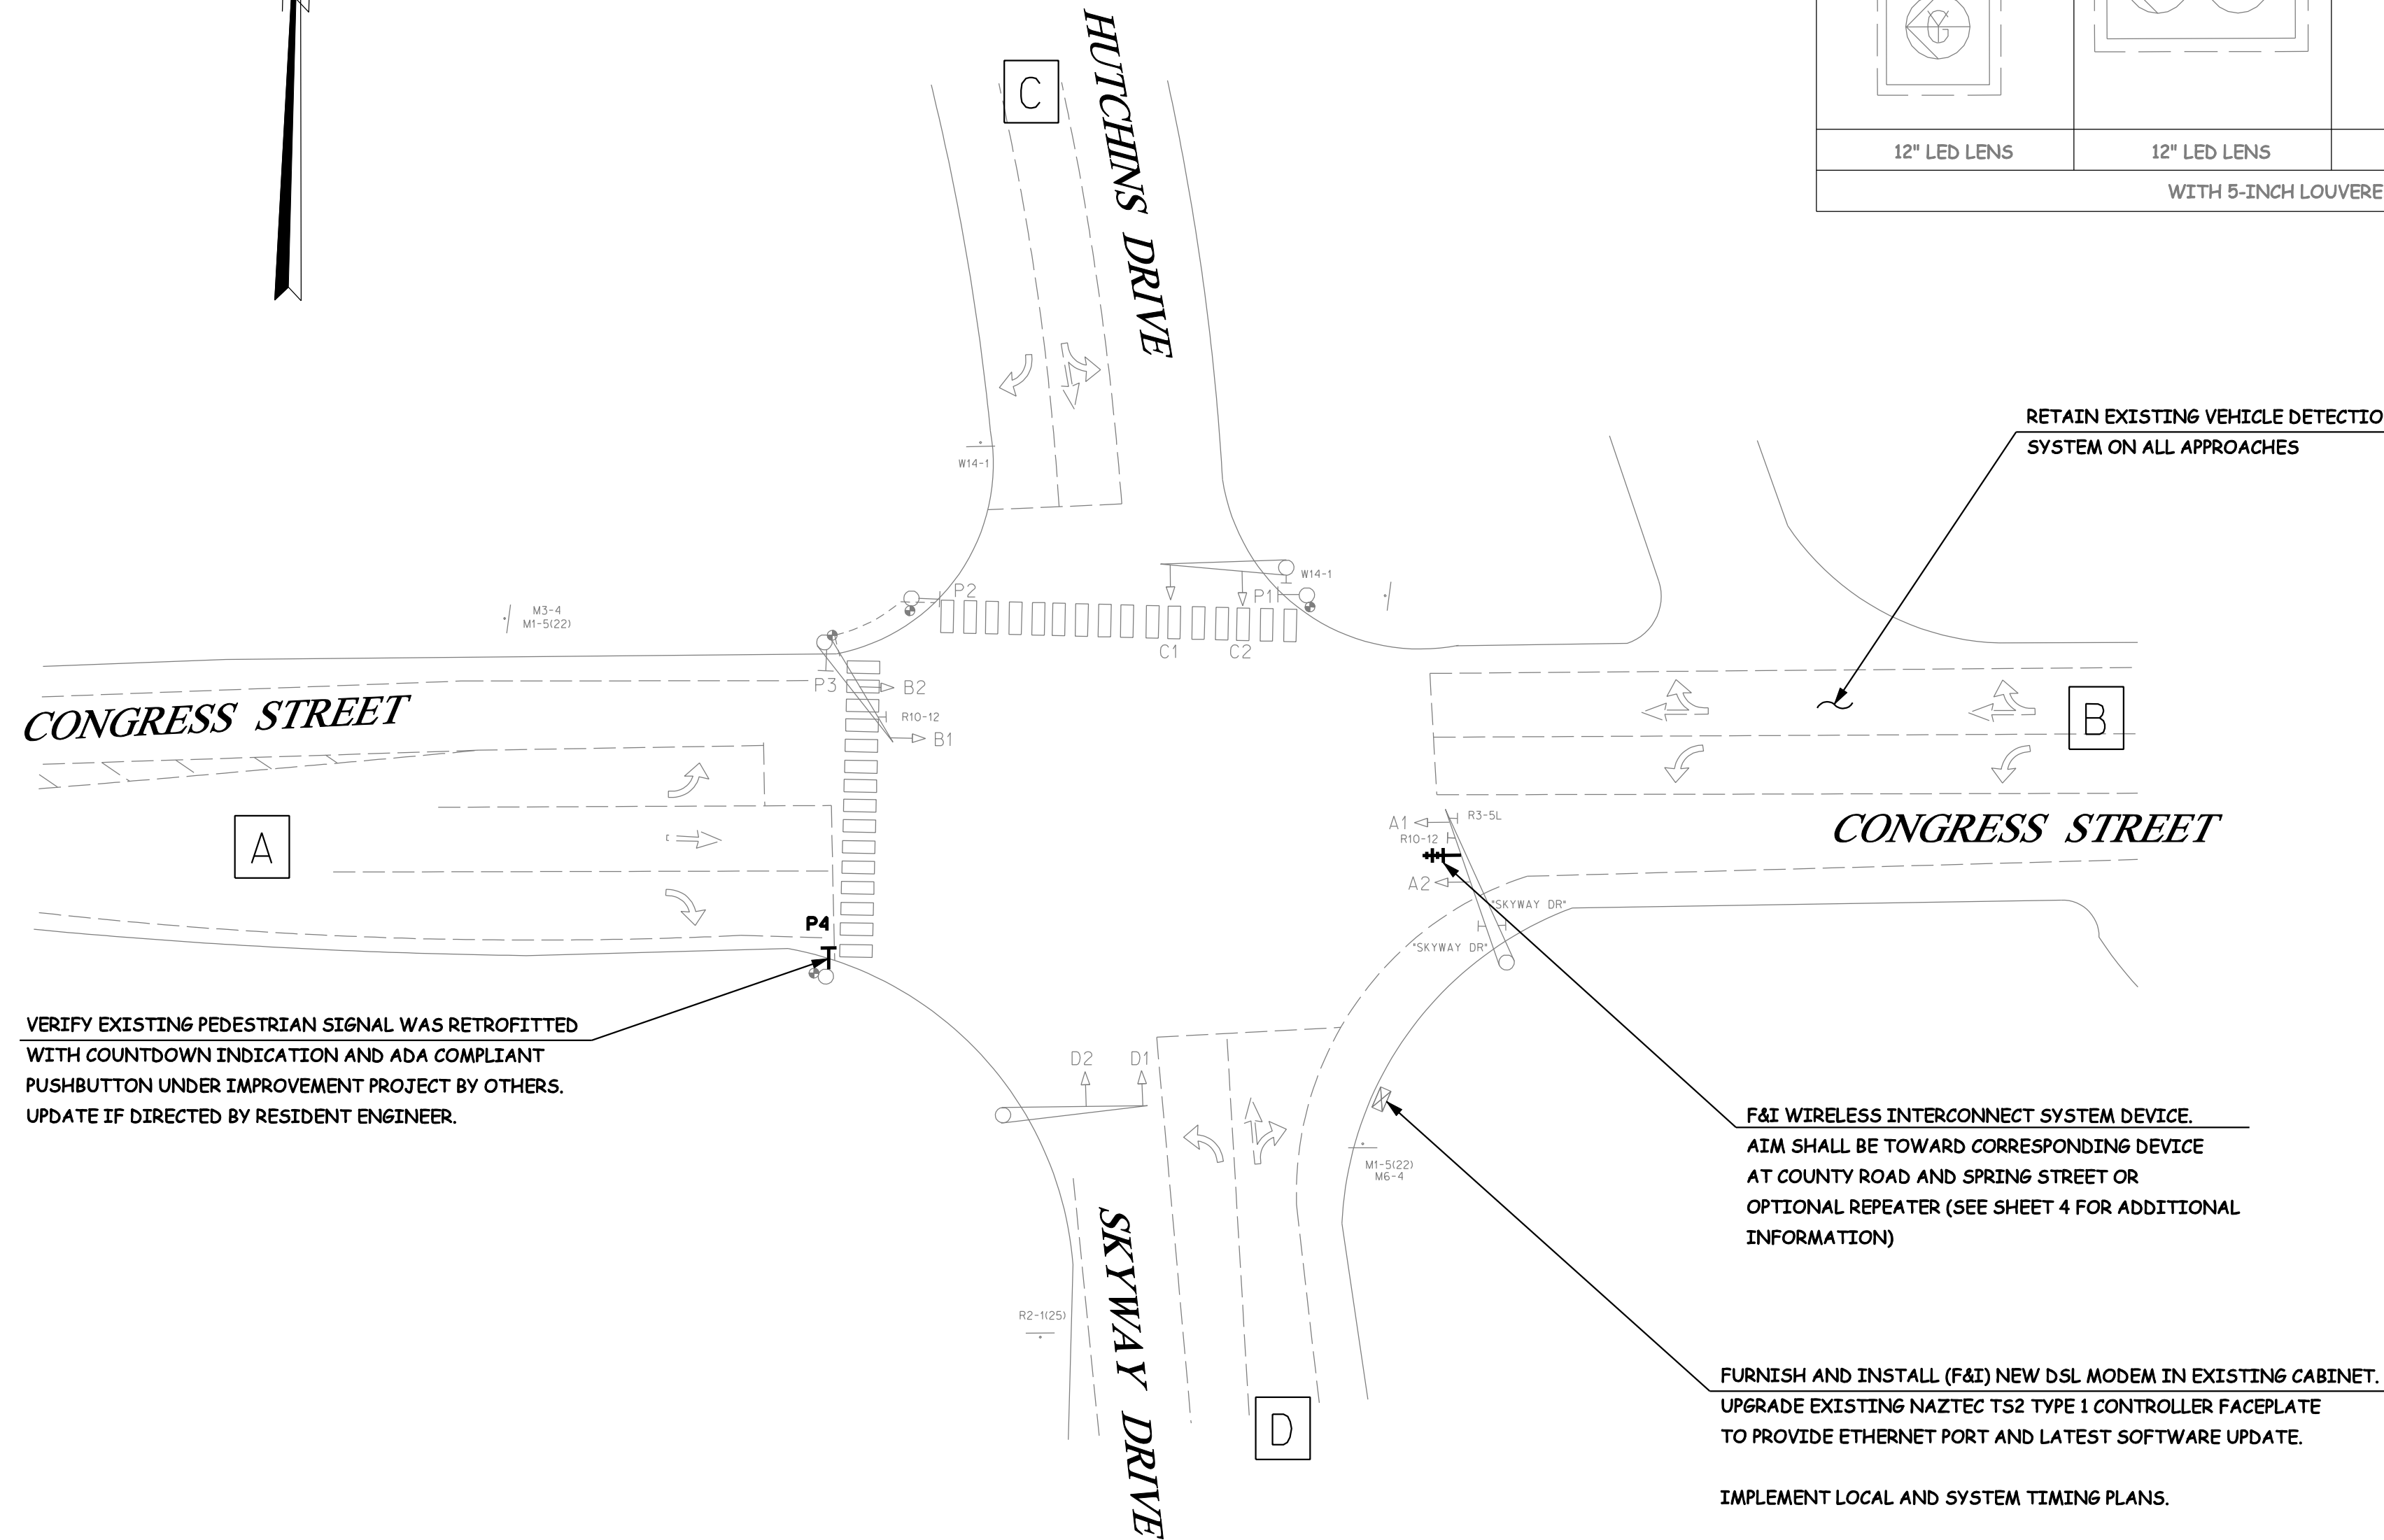 G
Y
12" LED LENS
12" LED LENS
WITH 5-INCH LOUVERE
C
HUTCHINS DRIVE
RETAIN EXISTING VEHICLE DETECTIO
SYSTEM ON ALL APPROACHES
W14-1
W14-1
P2
P1
M3-4
M1-5(22)
C1
C2
P3
B2
R10-12
B1
CONGRESS STREET
B
A
A1
R3-5L
R10-12
A2
CONGRESS STREET
"SKYWAY DR"
"SKYWAY DR"
P4
VERIFY EXISTING PEDESTRIAN SIGNAL WAS RETROFITTED
WITH COUNTDOWN INDICATION AND ADA COMPLIANT
PUSHBUTTON UNDER IMPROVEMENT PROJECT BY OTHERS.
UPDATE IF DIRECTED BY RESIDENT ENGINEER.
D2
D1
M1-5(22)
M6-4
F&I WIRELESS INTERCONNECT SYSTEM DEVICE.
AIM SHALL BE TOWARD CORRESPONDING DEVICE
AT COUNTY ROAD AND SPRING STREET OR
OPTIONAL REPEATER (SEE SHEET 4 FOR ADDITIONAL
INFORMATION)
SKYWAY DRIVE
R2-1(25)
D
FURNISH AND INSTALL (F&I) NEW DSL MODEM IN EXISTING CABINET.
UPGRADE EXISTING NAZTEC TS2 TYPE 1 CONTROLLER FACEPLATE
TO PROVIDE ETHERNET PORT AND LATEST SOFTWARE UPDATE.
IMPLEMENT LOCAL AND SYSTEM TIMING PLANS.